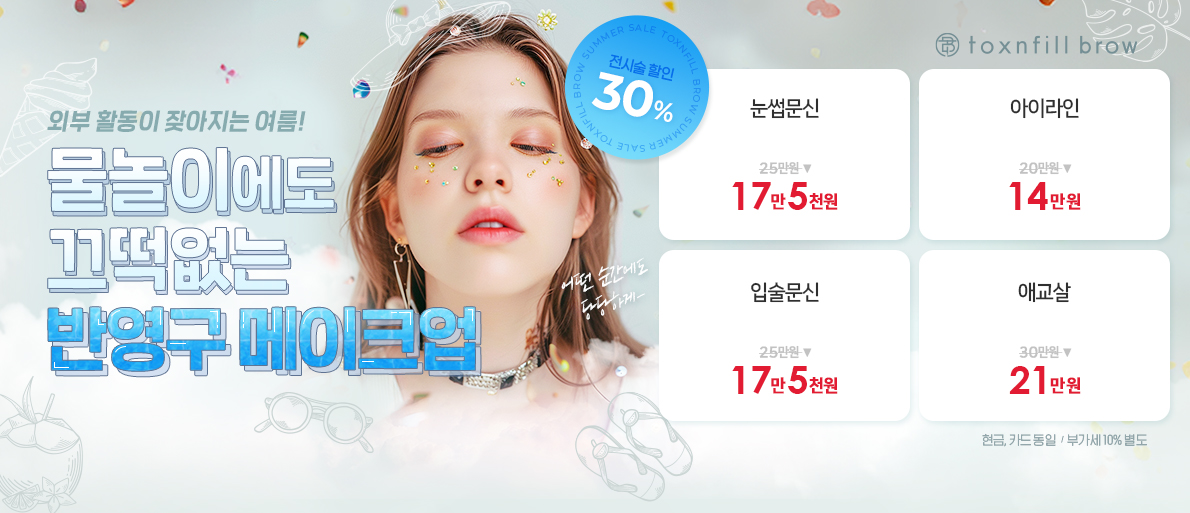 외부 활동이 잦아지는 여름!
물놀이에도
끄떡없는
반영구 메이크업
SUMMER SALE TOXNFILL BROW SUMMER SALE TOXNFILL BROW
전시술 할인
30%
어떤 순간에도
당당하게~
toxnfill brow
눈썹문신
25만원 ▼
17만5천원
아이라인
20만원 ▼
14만원
입술문신
25만원 ▼
17만5천원
애교살
30만원 ▼
21만원
현금, 카드 동일 / 부가세 10% 별도